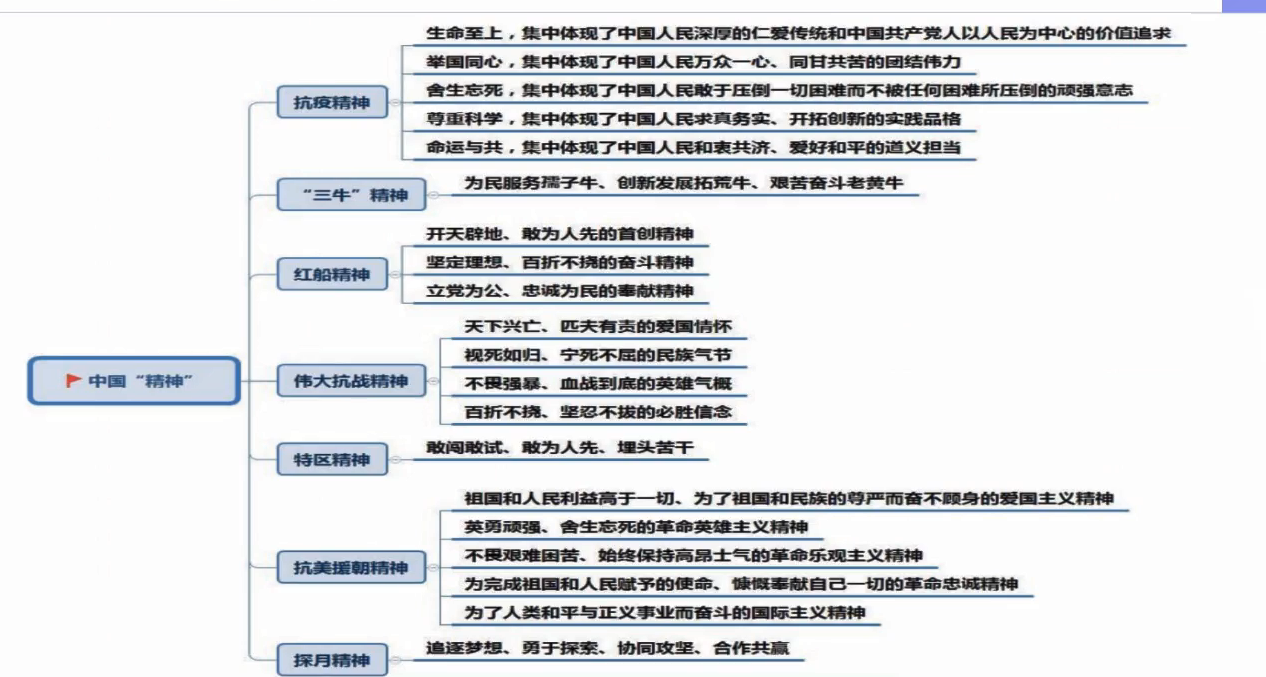 中国“精神”
抗疫精神
生命至上，集中体现了中国人民深厚的仁爱传统和中国共产党人以人民为中心的价值追求
举国同心，集中体现了中国人民万众一心、同甘共苦的团结伟力
舍生忘死，集中体现了中国人民敢于压倒一切困难而不被任何困难所压倒的顽强意志
尊重科学，集中体现了中国人民求真务实、开拓创新的实践品格
命运与共，集中体现了中国人民和衷共济、爱好和平的道义担当
“三牛”精神
为民服务孺子牛、创新发展拓荒牛、艰苦奋斗老黄牛
红船精神
开天辟地、敢为人先的首创精神
坚定理想、百折不挠的奋斗精神
立党为公、忠诚为民的奉献精神
伟大抗战精神
天下兴亡、匹夫有责的爱国情怀
视死如归、宁死不屈的民族气节
不畏强暴、血战到底的英雄气概
百折不挠、坚忍不拔的必胜信念
特区精神
敢闯敢试、敢为人先、埋头苦干
抗美援朝精神
祖国和人民利益高于一切、为了祖国和民族的尊严而奋不顾身的爱国主义精神
英勇顽强、舍生忘死的革命英雄主义精神
不畏艰难困苦、始终保持高昂士气的革命乐观主义精神
为完成祖国和人民赋予的使命、慷慨奉献自己一切的革命忠诚精神
为了人类和平与正义事业而奋斗的国际主义精神
探月精神
追逐梦想、勇于探索、协同攻坚、合作共赢